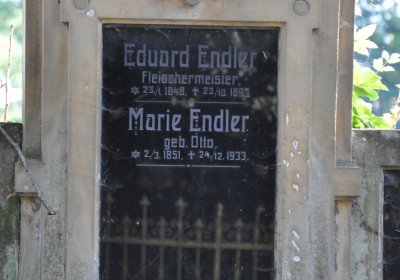 Eduard Endler
Fleischermeister,
* 23./1. 1848, ✝ 23./10. 1893.
Marie Endler
geb. Otto,
* 2./3. 1851, ✝ 24./12. 1933.